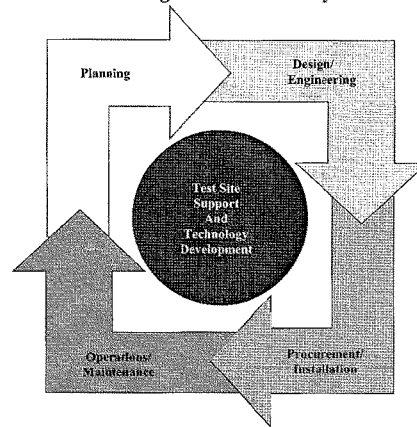 Planning
Design/
Engineering
Test Site
Support
And
Technology
Development
Operations/
Maintenance
Procurement/
Installation